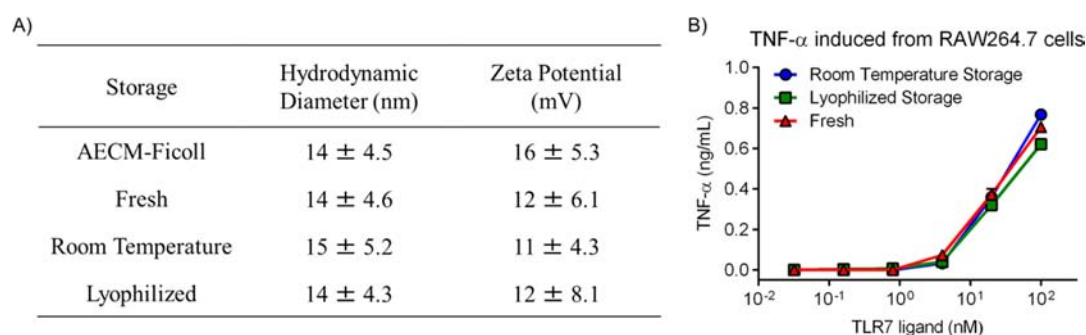 A)
Storage Hydrodynamic Diameter (nm) Zeta Potential (mV)
AECM-Ficoll 14 ± 4.5 16 ± 5.3
Fresh 14 ± 4.6 12 ± 6.1
Room Temperature 15 ± 5.2 11 ± 4.3
Lyophilized 14 ± 4.3 12 ± 8.1
B)
TNF-α induced from RAW264.7 cells
Room Temperature Storage
Lyophilized Storage
Fresh
TNF-α (ng/mL)
1.0
0.8
0.6
0.4
0.2
0.0
10⁻² 10⁻¹ 10⁰ 10¹ 10²
TLR7 ligand (nM)